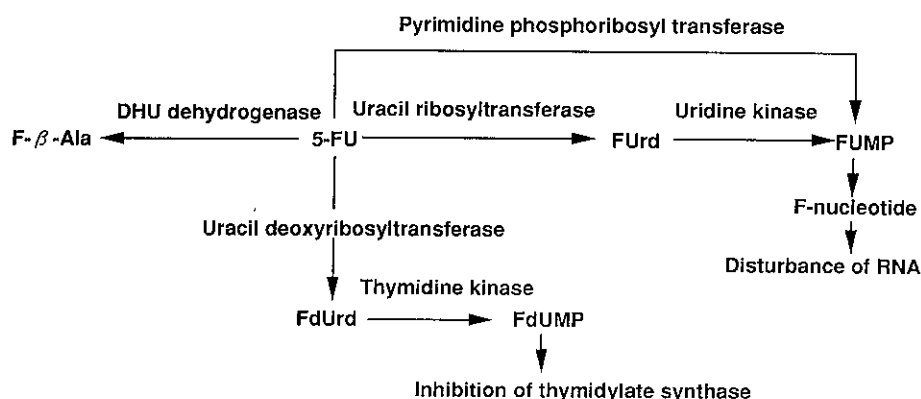 Pyrimidine phosphoribosyl transferase
DHU dehydrogenase Uracil ribosyltransferase Uridine kinase
F-β-Ala 5-FU FUrd FUMP
F-nucleotide
Uracil deoxyribosyltransferase
Disturbance of RNA
Thymidine kinase
FdUrd FdUMP
Inhibition of thymidylate synthase